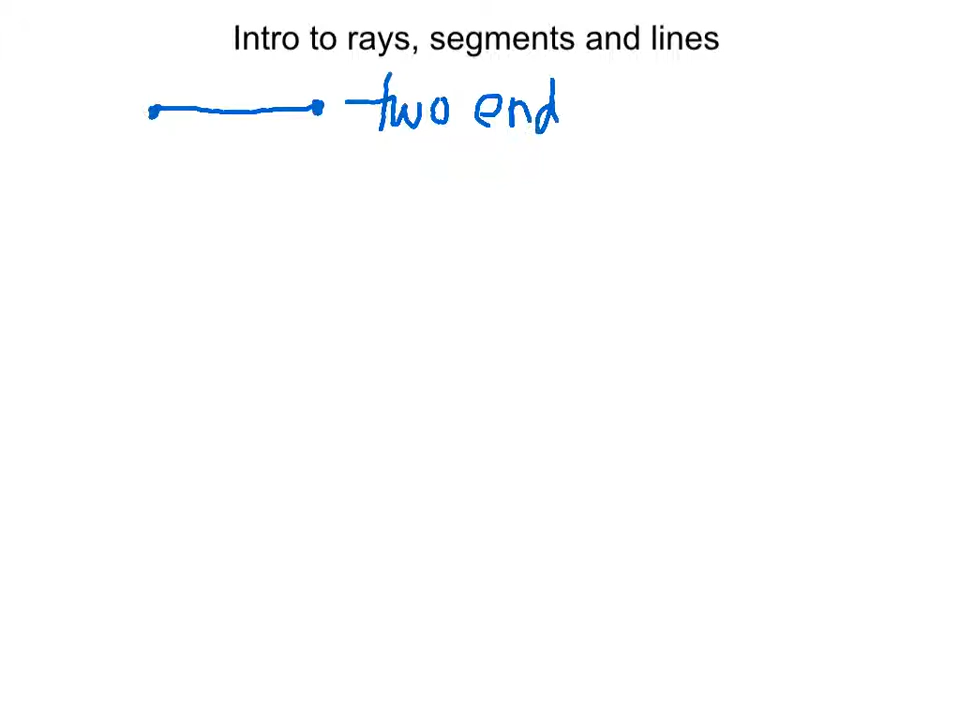 Intro to rays, segments and lines
two end